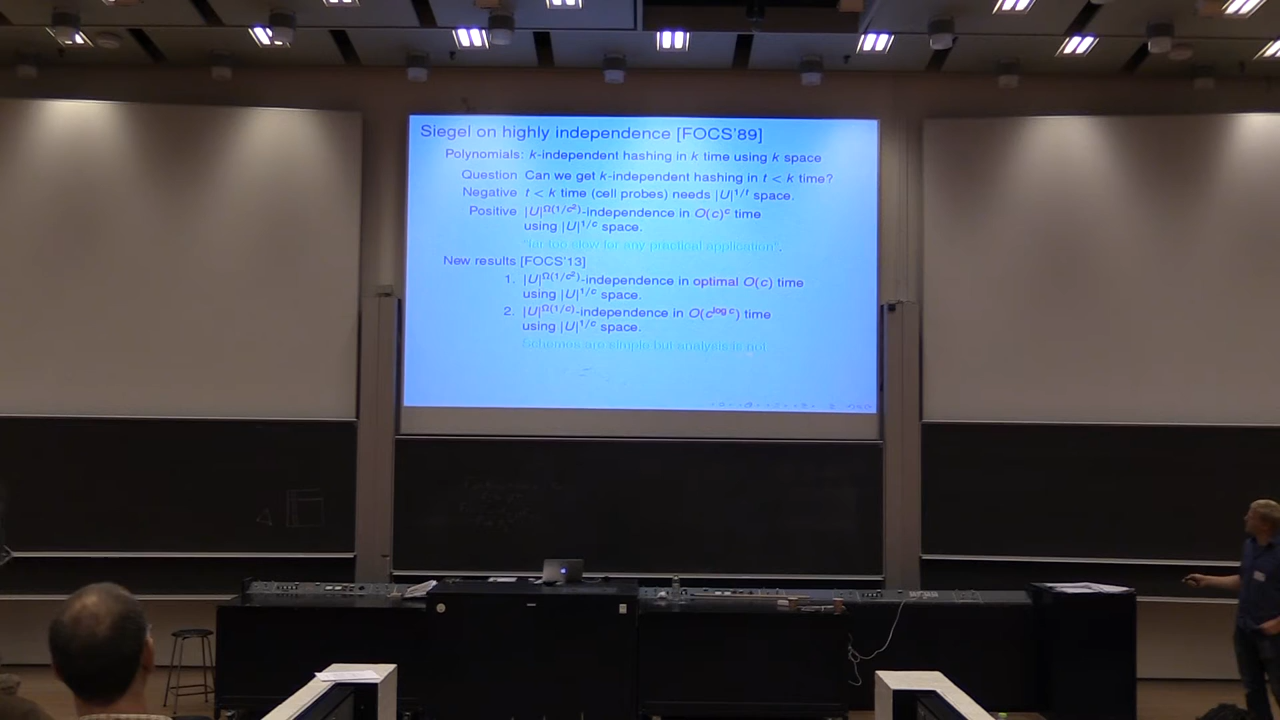 Siegel on highly independence [FOCS'89]
Polynomials: k-independent hashing in k time using k space
Question Can we get k-independent hashing in t < k time?
Negative t < k time (cell probes) needs |U|^{1/t} space.
Positive |U|^{Ω(1/c²)}-independence in O(c)^c time
using |U|^{1/c} space.
"far too slow for any practical application".
New results [FOCS'13]
1. |U|^{Ω(1/c²)}-independence in optimal O(c) time
using |U|^{1/c} space.
2. |U|^{Ω(1/c)}-independence in O(c^{log c}) time
using |U|^{1/c} space.
Schemes are simple but analysis is not